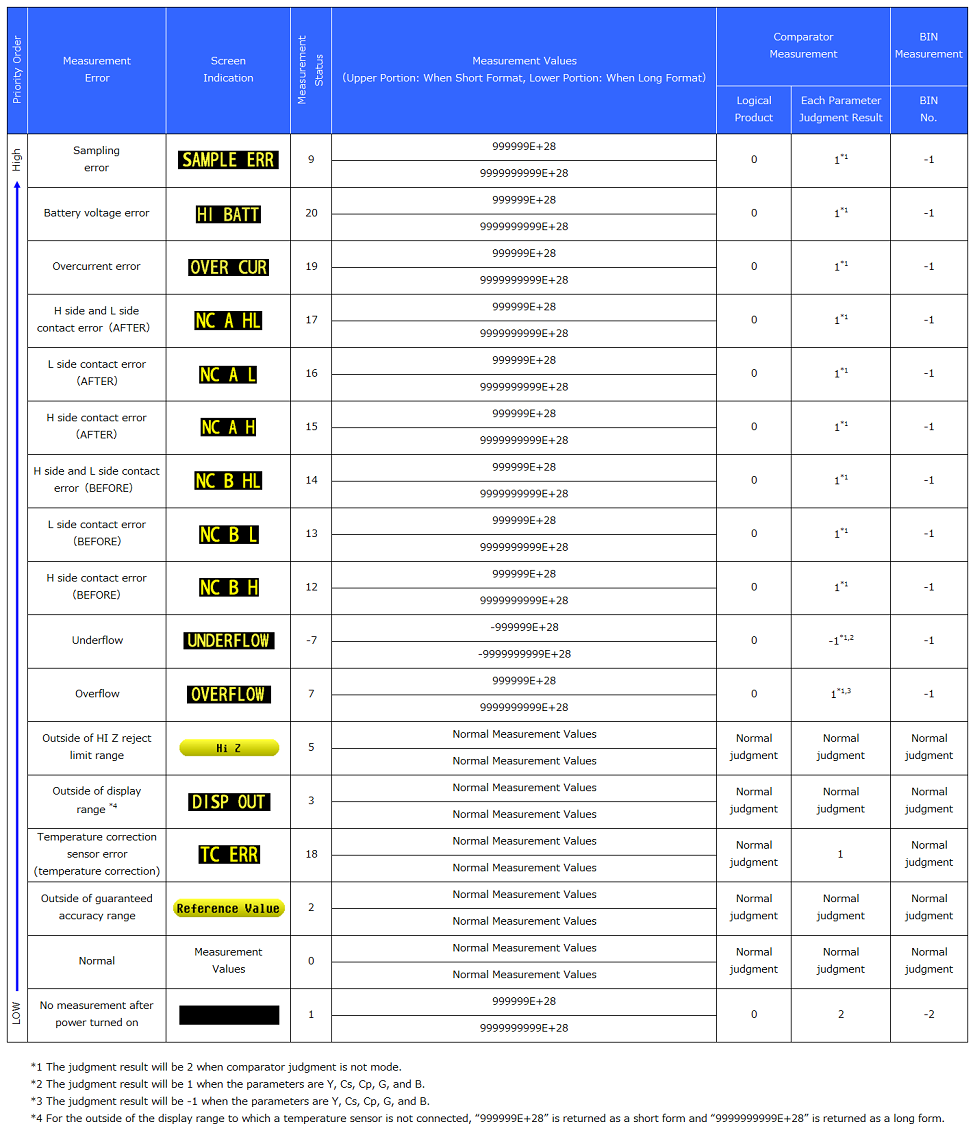 Priority Order
Measurement
Error
Screen
Indication
Measurement
Status
Measurement Values
(Upper Portion: When Short Format, Lower Portion: When Long Format)
Comparator
Measurement
BIN
Measurement
Logical
Product
Each Parameter
Judgment Result
BIN
No.
High
Sampling
error
SAMPLE ERR
9
999999E+28
9999999999E+28
0
1*1
-1
Battery voltage error
HI BATT
20
999999E+28
9999999999E+28
0
1*1
-1
Overcurrent error
OVER CUR
19
999999E+28
9999999999E+28
0
1*1
-1
H side and L side
contact error (AFTER)
NC A HL
17
999999E+28
9999999999E+28
0
1*1
-1
L side contact error
(AFTER)
NC A L
16
999999E+28
9999999999E+28
0
1*1
-1
H side contact error
(AFTER)
NC A H
15
999999E+28
9999999999E+28
0
1*1
-1
H side and L side contact
error (BEFORE)
NC B HL
14
999999E+28
9999999999E+28
0
1*1
-1
L side contact error
(BEFORE)
NC B L
13
999999E+28
9999999999E+28
0
1*1
-1
H side contact error
(BEFORE)
NC B H
12
999999E+28
9999999999E+28
0
1*1
-1
Underflow
UNDERFLOW
-7
-999999E+28
-9999999999E+28
0
-1*1,2
-1
Overflow
OVERFLOW
7
999999E+28
9999999999E+28
0
1*1,3
-1
Outside of HI Z reject
limit range
Hi Z
5
Normal Measurement Values
Normal Measurement Values
Normal
judgment
Normal
judgment
Normal
judgment
Outside of display
range *4
DISP OUT
3
Normal Measurement Values
Normal Measurement Values
Normal
judgment
Normal
judgment
Normal
judgment
Temperature correction
sensor error
(temperature correction)
TC ERR
18
Normal Measurement Values
Normal Measurement Values
Normal
judgment
1
Normal
judgment
Outside of guaranteed
accuracy range
Reference Value
2
Normal Measurement Values
Normal Measurement Values
Normal
judgment
Normal
judgment
Normal
judgment
Normal
Measurement
Values
0
Normal Measurement Values
Normal Measurement Values
Normal
judgment
Normal
judgment
Normal
judgment
LOW
No measurement after
power turned on
1
999999E+28
9999999999E+28
0
2
-2
*1 The judgment result will be 2 when comparator judgment is not mode.
*2 The judgment result will be 1 when the parameters are Y, Cs, Cp, G, and B.
*3 The judgment result will be -1 when the parameters are Y, Cs, Cp, G, and B.
*4 For the outside of the display range to which a temperature sensor is not connected, "999999E+28" is returned as a short form and "9999999999E+28" is returned as a long form.